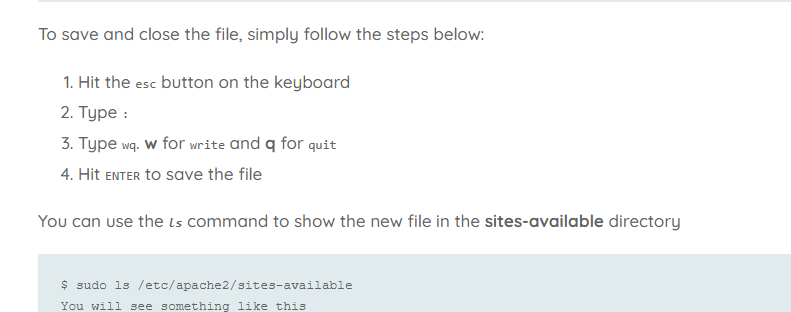 To save and close the file, simply follow the steps below:
1. Hit the esc button on the keyboard
2. Type :
3. Type wq. w for write and q for quit
4. Hit ENTER to save the file
You can use the ls command to show the new file in the sites-available directory
$ sudo ls /etc/apache2/sites-available
You will see something like this